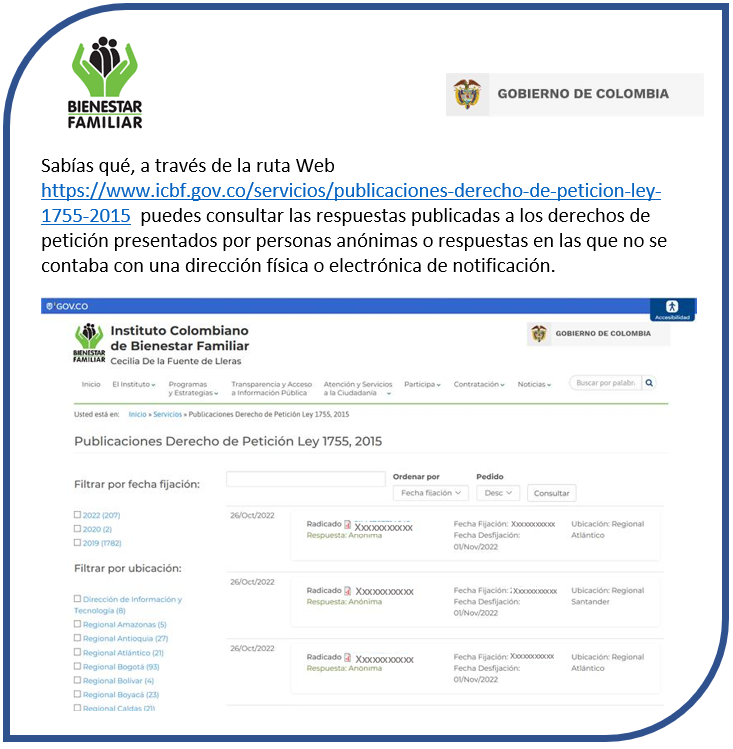 BIENESTAR
FAMILIAR
GOBIERNO DE COLOMBIA
Sabías qué, a través de la ruta Web
https://www.icbf.gov.co/servicios/publicaciones-derecho-de-peticion-ley-
1755-2015 puedes consultar las respuestas publicadas a los derechos de
petición presentados por personas anónimas o respuestas en las que no se
contaba con una dirección física o electrónica de notificación.
GOV.CO
Accesibilidad
BIENESTAR
FAMILIAR
Instituto Colombiano
de Bienestar Familiar
Cecilia De la Fuente de Lleras
GOBIERNO DE COLOMBIA
Inicio El Instituto Programas y Estrategias Transparencia y Acceso a Información Pública Atención y Servicios a la Ciudadanía Participa Contratación Noticias Buscar por palabr
Usted está en: Inicio » Servicios » Publicaciones Derecho de Petición Ley 1755, 2015
Publicaciones Derecho de Petición Ley 1755, 2015
Filtrar por fecha fijación:
2022 (207)
2020 (2)
2019 (1782)
Filtrar por ubicación:
Dirección de Información y
Tecnología (8)
Regional Amazonas (5)
Regional Antioquia (27)
Regional Atlántico (21)
Regional Bogotá (93)
Regional Bolívar (4)
Regional Boyacá (23)
Regional Caldas (21)
Ordenar por Pedido
Fecha fijación Desc Consultar
26/Oct/2022
Radicado Xxxxxxxxxxx
Respuesta: Anónima
Fecha Fijación: Xxxxxxxxxxx
Fecha Desfijación:
01/Nov/2022
Ubicación: Regional
Atlántico
26/Oct/2022
Radicado Xxxxxxxxxxx
Respuesta: Anónima
Fecha Fijación: Xxxxxxxxxxx
Fecha Desfijación:
01/Nov/2022
Ubicación: Regional
Santander
26/Oct/2022
Radicado Xxxxxxxxxxx
Respuesta: Anónima
Fecha Fijación: Xxxxxxxxxxx
Fecha Desfijación:
01/Nov/2022
Ubicación: Regional
Atlántico